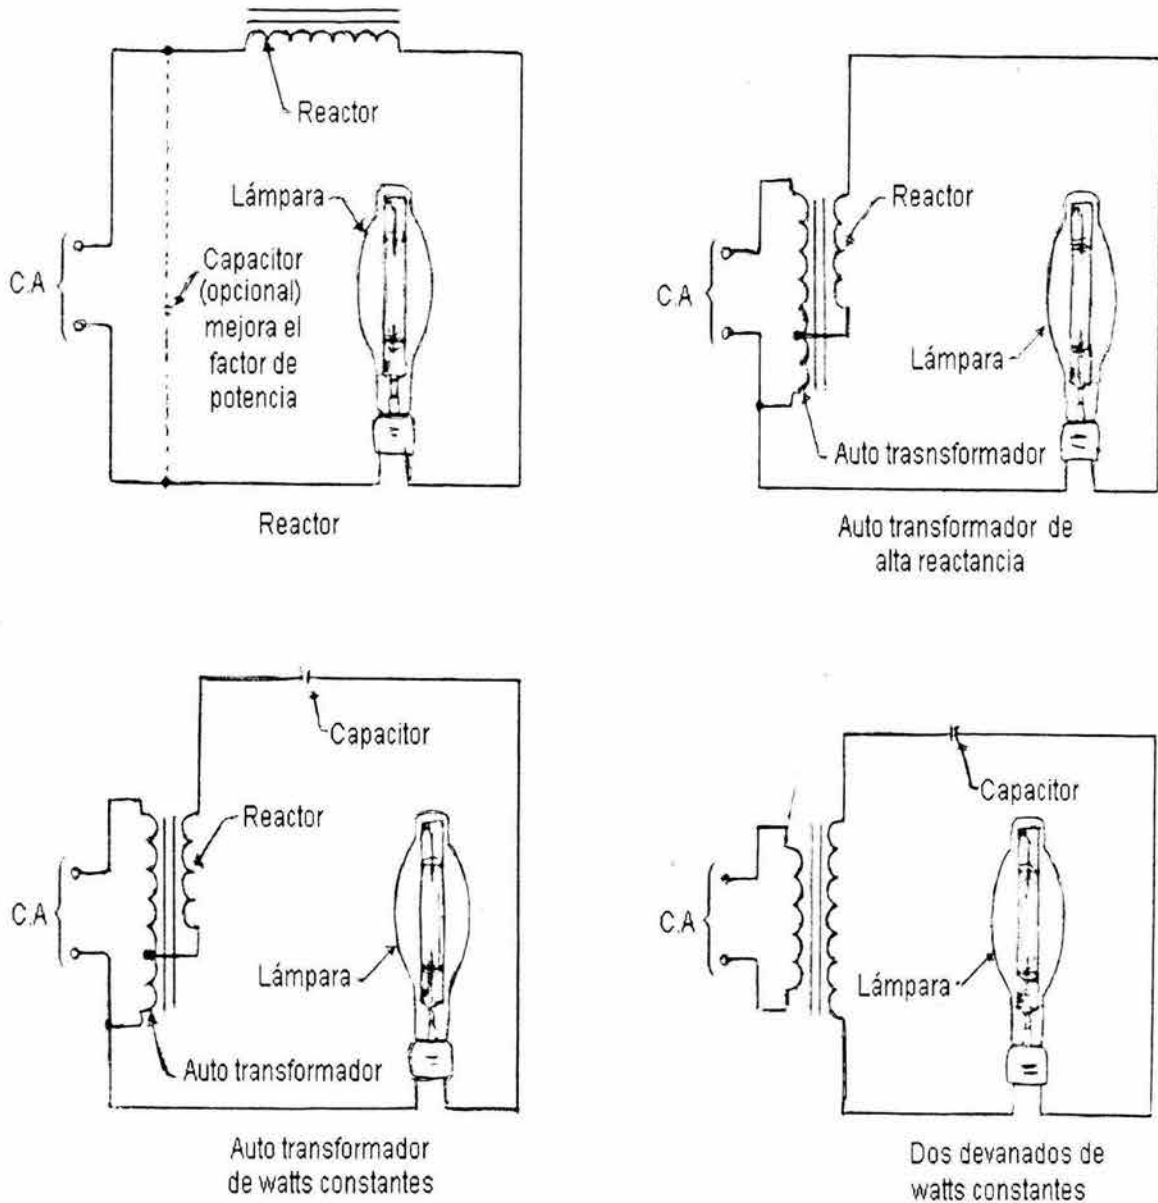 Reactor
Lámpara
C.A
Capacitor
(opcional)
mejora el
factor de
potencia
Reactor
Reactor
C.A
Lámpara
Auto trasnsformador
Auto transformador de
alta reactancia
Capacitor
Reactor
C.A
Lámpara
Auto transformador
Auto transformador
de watts constantes
Capacitor
C.A
Lámpara
Dos devanados de
watts constantes